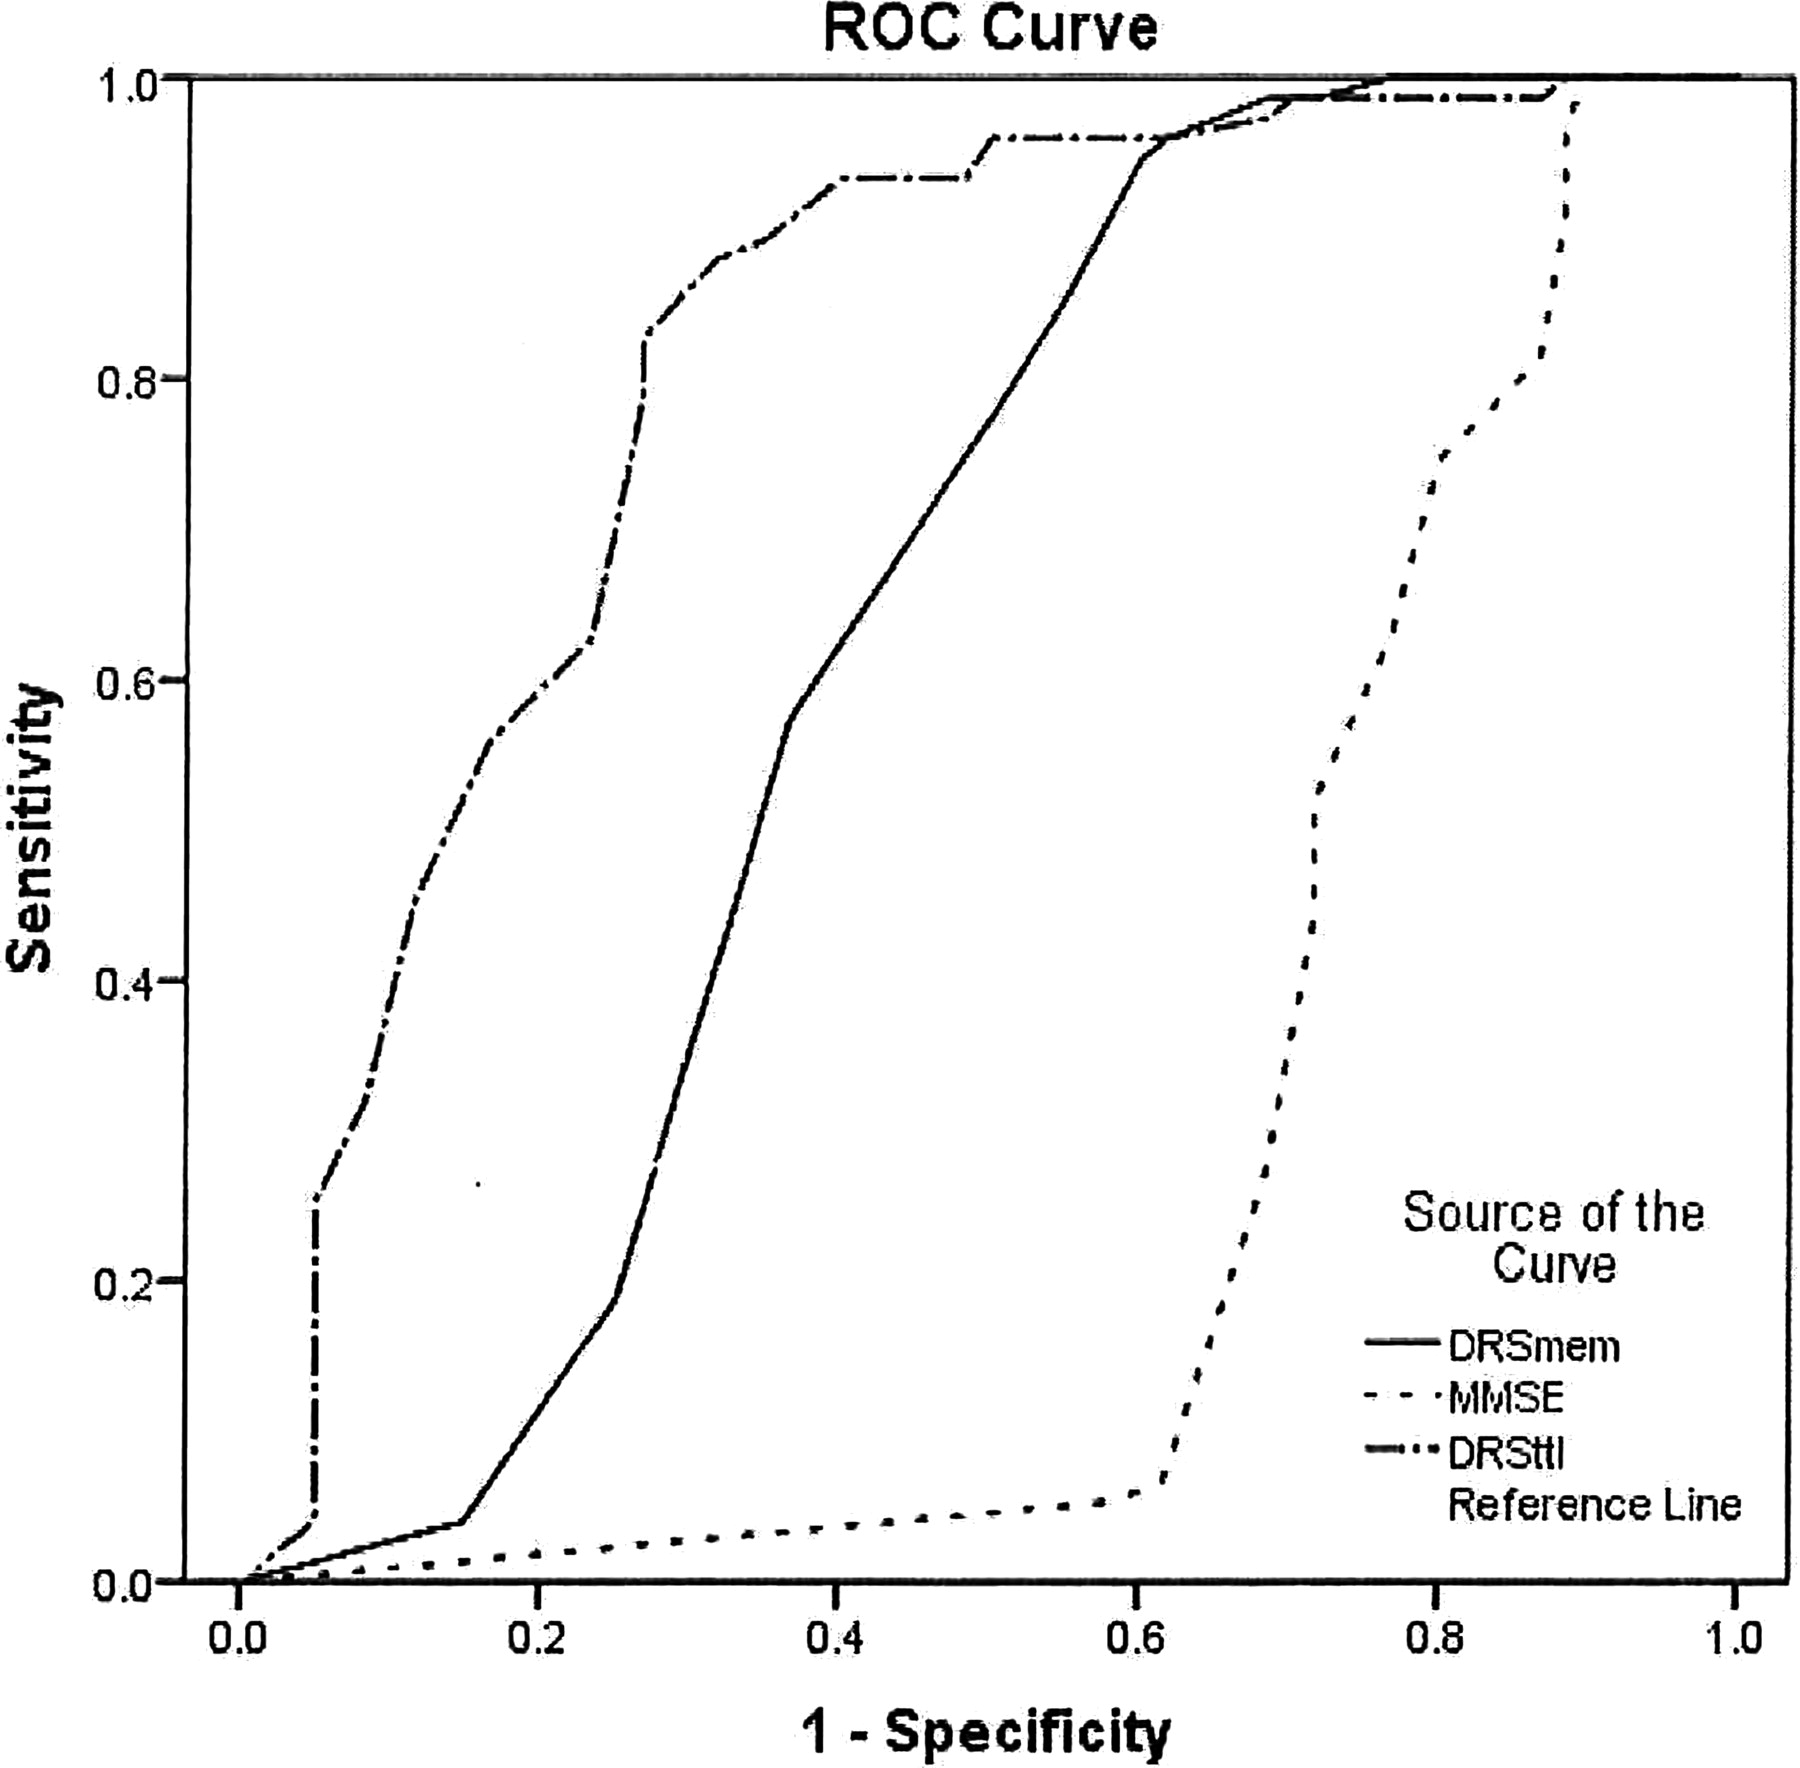 ROC Curve
1.0
0.8
0.6
0.4
0.2
0.0
Sensitivity
0.0 0.2 0.4 0.6 0.8 1.0
1 - Specificity
Source of the
Curve
DRSmem
MMSE
DRSttl
Reference Line